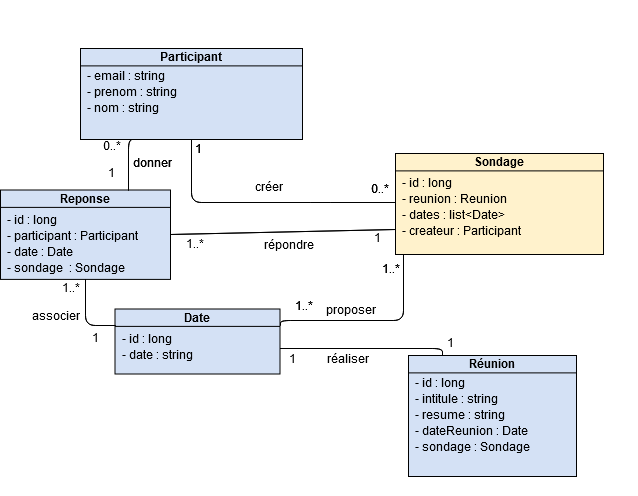 Participant
- email : string
- prenom : string
- nom : string
0..*
1
donner
1
créer
0..*
Sondage
- id : long
- reunion : Reunion
- dates : list<Date>
- createur : Participant
Reponse
- id : long
- participant : Participant
- date : Date
- sondage  : Sondage
1..*
répondre
1
1..*
1..*
associer
1
Date
- id : long
- date : string
1..*
proposer
1
réaliser
1
Réunion
- id : long
- intitule : string
- resume : string
- dateReunion : Date
- sondage : Sondage